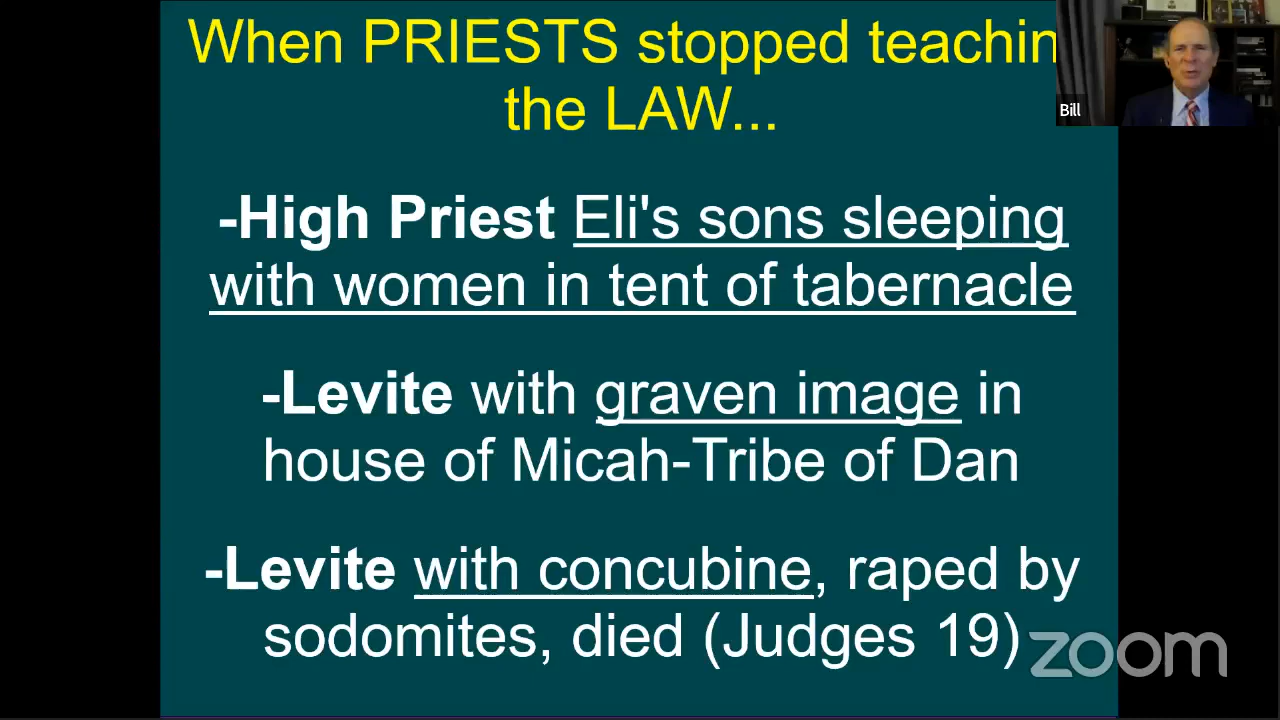 When PRIESTS stopped teachin
the LAW...
Bill
-High Priest Eli's sons sleeping
with women in tent of tabernacle
-Levite with graven image in
house of Micah-Tribe of Dan
-Levite with concubine, raped by
sodomites, died (Judges 19)
zoom